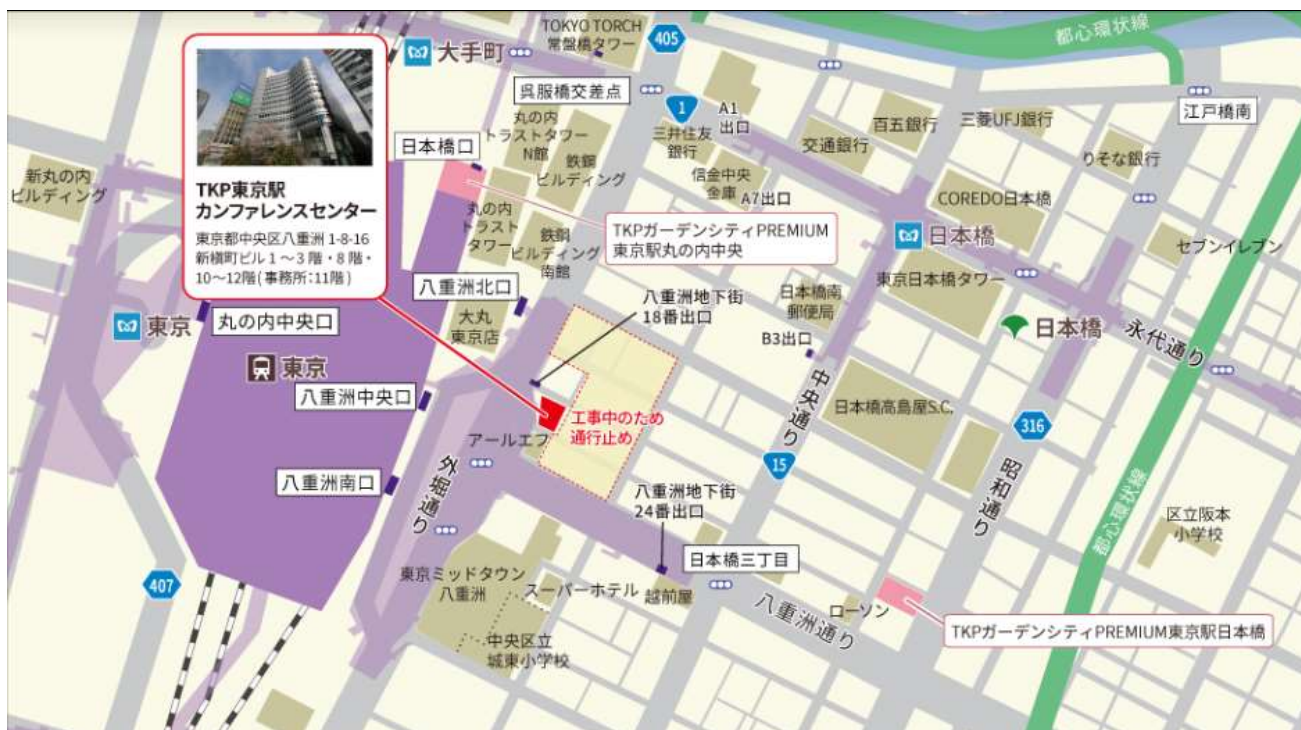 TKP東京駅
カンファレンスセンター
東京都中央区八重洲 1-8-16
新槇町ビル 1 ～ 3 階・8 階・
10～12階 ( 事務所：11階 )
新丸の内
ビルディング
大手町
TOKYO TORCH
常盤橋タワー
405
都心環状線
呉服橋交差点
1
A1
出口
江戸橋南
丸の内
トラストタワー
N館
鉄鋼
ビルディング
三井住友
銀行
交通銀行
百五銀行
三菱UFJ銀行
りそな銀行
日本橋口
信金中央
金庫
A7出口
COREDO日本橋
丸の内
トラスト
タワー
鉄鋼
ビルディング
南館
TKPガーデンシティPREMIUM
東京駅丸の内中央
日本橋
セブンイレブン
東京日本橋タワー
八重洲北口
八重洲地下街
18番出口
日本橋南
郵便局
B3出口
東京
丸の内中央口
大丸
東京店
日本橋
永代通り
東京
八重洲中央口
中央通り
日本橋高島屋S.C.
工事中のため
通行止め
アールエフ
316
15
昭和通り
八重洲南口
外堀通り
八重洲地下街
24番出口
都心環状線
区立阪本
小学校
日本橋三丁目
407
東京ミッドタウン
八重洲
スーパーホテル
越前屋
八重洲通り
ローソン
TKPガーデンシティPREMIUM東京駅日本橋
中央区立
城東小学校